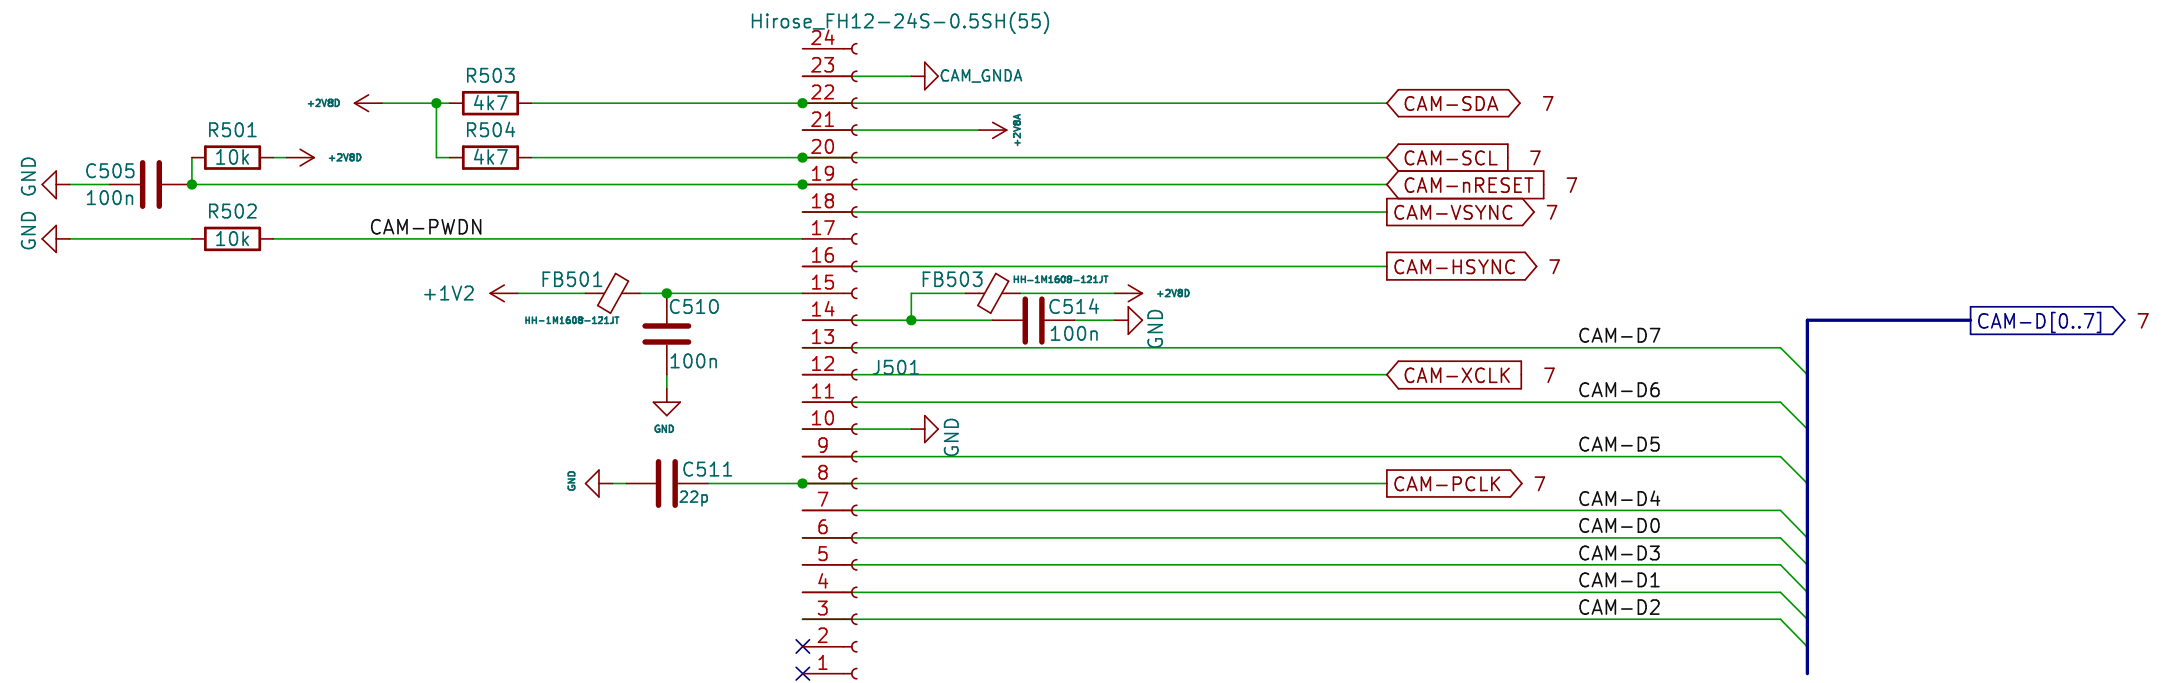 Hirose_FH12-24S-0.5SH(55)
24
23 CAM_GNDA
R503
+2V8D 4k7 22 CAM-SDA 7
R501 R504 21 +2V8A
10k +2V8D 4k7 20 CAM-SCL 7
GND C505 100n 19 CAM-nRESET 7
R502 18 CAM-VSYNC 7
GND 10k CAM-PWDN 17
16 CAM-HSYNC 7
+1V2 FB501 HH-1M1608-121JT 15 FB503 HH-1M1608-121JT +2V8D
C510 100n GND 14 C514 100n GND CAM-D[0..7] 7
13 CAM-D7
J501
12 CAM-XCLK 7
11 CAM-D6
10 GND
9 CAM-D5
GND C511 22p 8 CAM-PCLK 7
7 CAM-D4
6 CAM-D0
5 CAM-D3
4 CAM-D1
3 CAM-D2
2
1